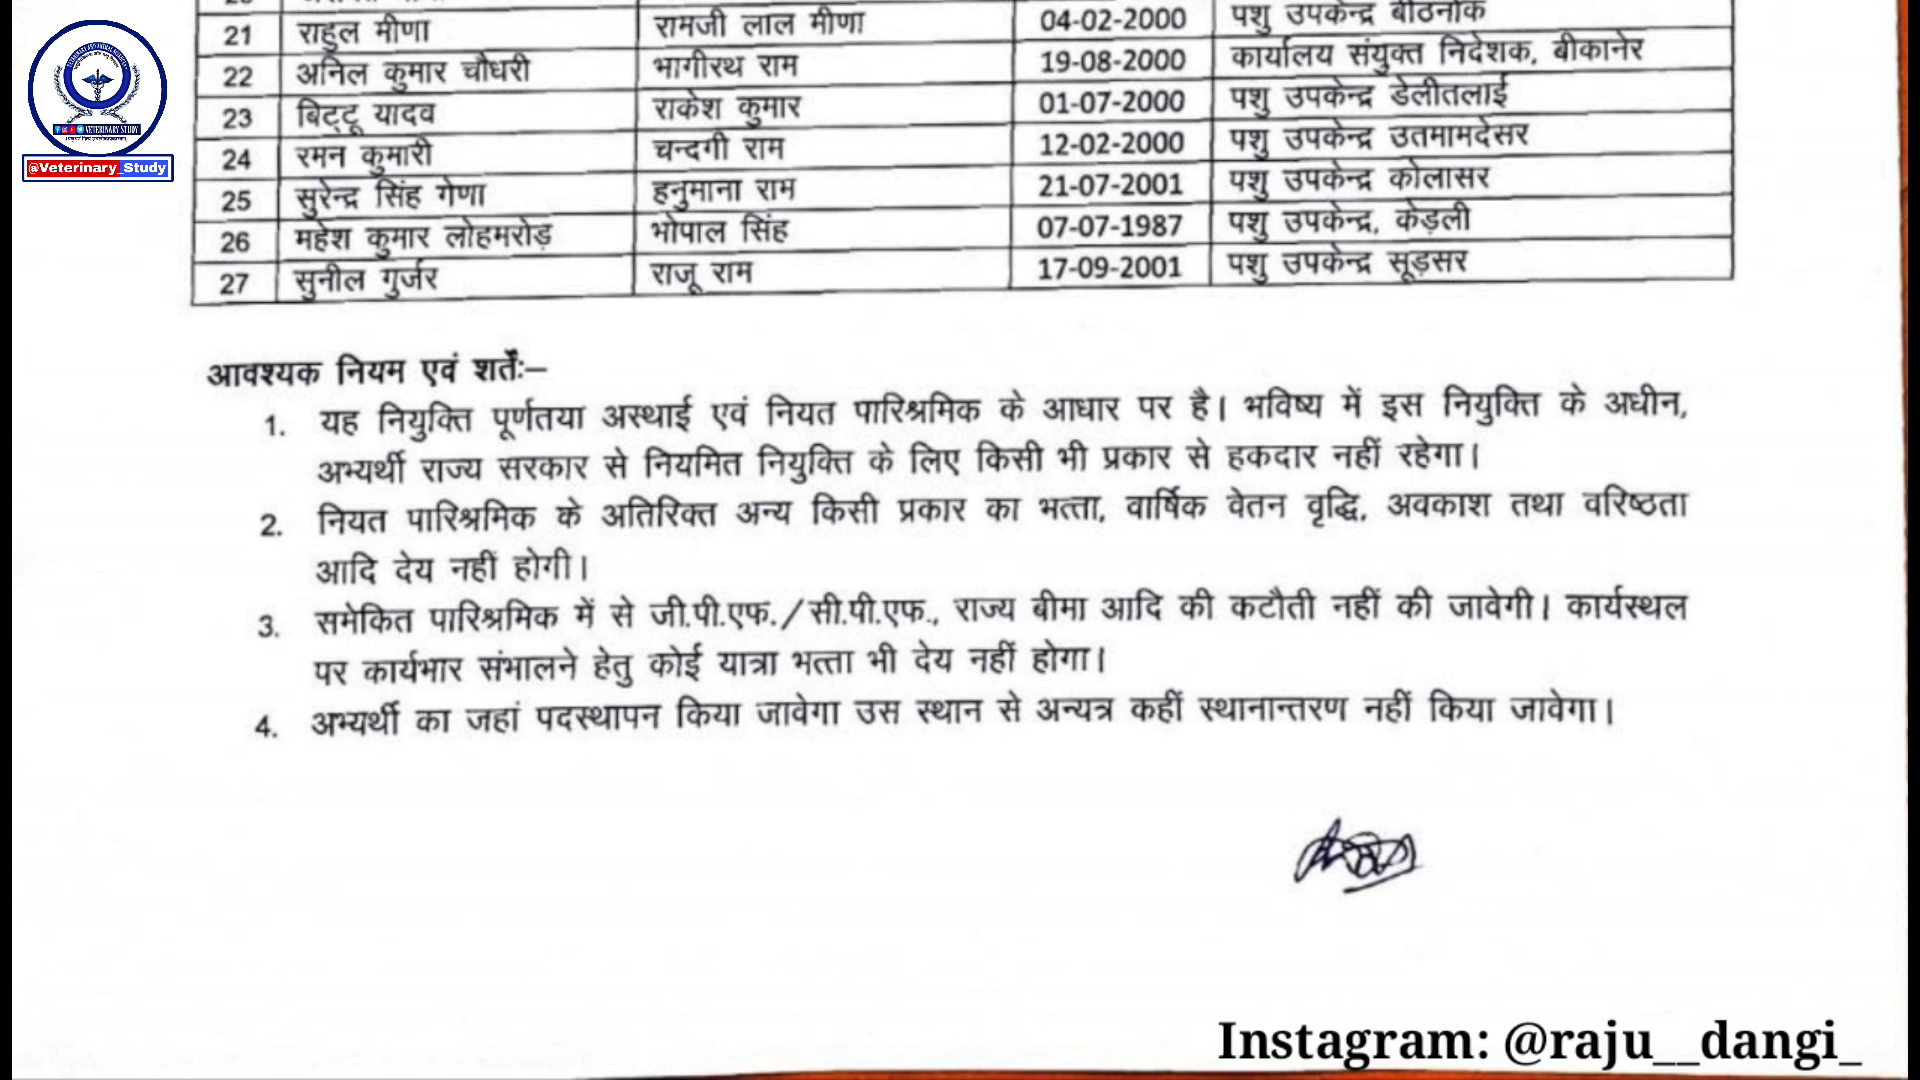 21 राहुल मीणा रामजी लाल मीणा 04-02-2000 पशु उपकेन्द्र बीठनोक
22 अनिल कुमार चौधरी भागीरथ राम 19-08-2000 कार्यालय संयुक्त निदेशक, बीकानेर
23 बिट्टू यादव राकेश कुमार 01-07-2000 पशु उपकेन्द्र डेलीतलाई
24 रमन कुमारी चन्दगी राम 12-02-2000 पशु उपकेन्द्र उतमामदेसर
25 सुरेन्द्र सिंह गेणा हनुमाना राम 21-07-2001 पशु उपकेन्द्र कोलासर
26 महेश कुमार लोहमरोड़ भोपाल सिंह 07-07-1987 पशु उपकेन्द्र, केड़ली
27 सुनील गुर्जर राजू राम 17-09-2001 पशु उपकेन्द्र सूड़सर
VETERINARY STUDY
@Veterinary_Study
आवश्यक नियम एवं शर्तेंः–
1. यह नियुक्ति पूर्णतया अस्थाई एवं नियत पारिश्रमिक के आधार पर है। भविष्य में इस नियुक्ति के अधीन,
अभ्यर्थी राज्य सरकार से नियमित नियुक्ति के लिए किसी भी प्रकार से हकदार नहीं रहेगा।
2. नियत पारिश्रमिक के अतिरिक्त अन्य किसी प्रकार का भत्ता, वार्षिक वेतन वृद्धि, अवकाश तथा वरिष्ठता
आदि देय नहीं होगी।
3. समेकित पारिश्रमिक में से जी.पी.एफ./सी.पी.एफ., राज्य बीमा आदि की कटौती नहीं की जावेगी। कार्यस्थल
पर कार्यभार संभालने हेतु कोई यात्रा भत्ता भी देय नहीं होगा।
4. अभ्यर्थी का जहां पदस्थापन किया जावेगा उस स्थान से अन्यत्र कहीं स्थानान्तरण नहीं किया जावेगा।
Instagram: @raju__dangi_